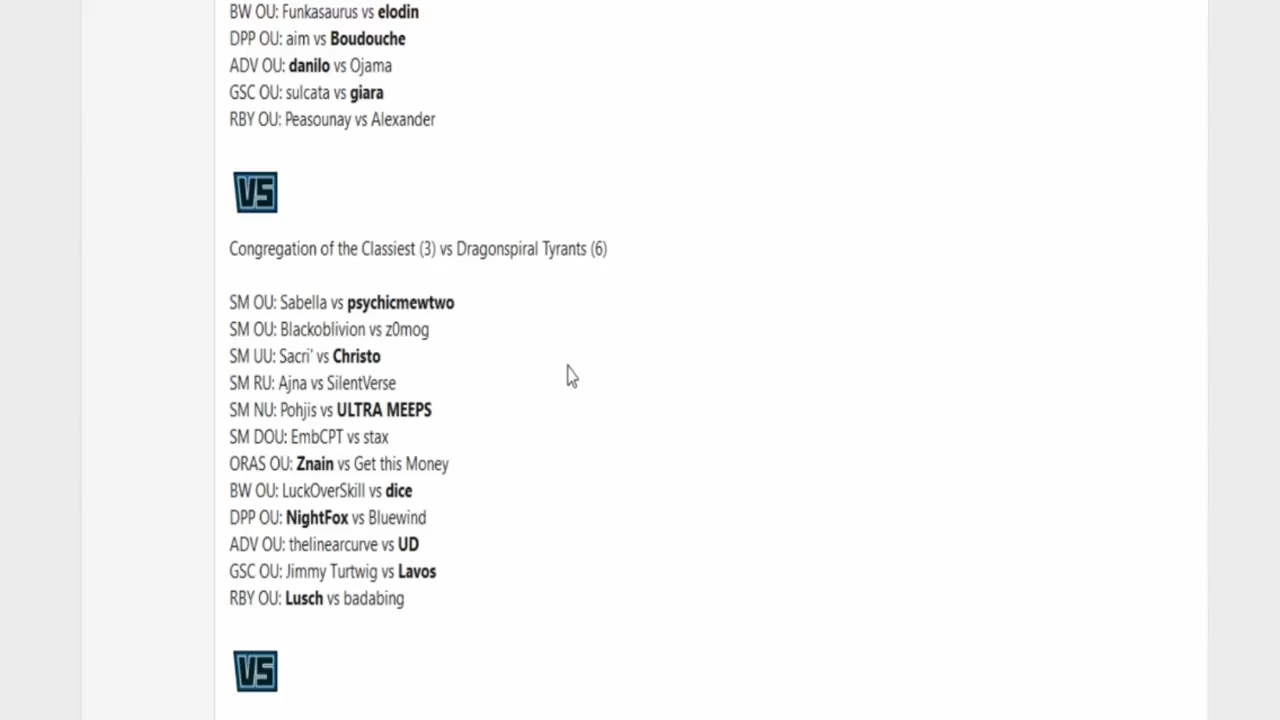 BW OU: Funkasaurus vs elodin
DPP OU: aim vs Boudouche
ADV OU: danilo vs Ojama
GSC OU: sulcata vs giara
RBY OU: Peasounay vs Alexander
VS
Congregation of the Classiest (3) vs Dragonspiral Tyrants (6)
SM OU: Sabella vs psychicmewtwo
SM OU: Blackoblivion vs z0mog
SM UU: Sacri' vs Christo
SM RU: Ajna vs SilentVerse
SM NU: Pohjis vs ULTRA MEEPS
SM DOU: EmbCPT vs stax
ORAS OU: Znain vs Get this Money
BW OU: LuckOverSkill vs dice
DPP OU: NightFox vs Bluewind
ADV OU: thelinearcurve vs UD
GSC OU: Jimmy Turtwig vs Lavos
RBY OU: Lusch vs badabing
VS